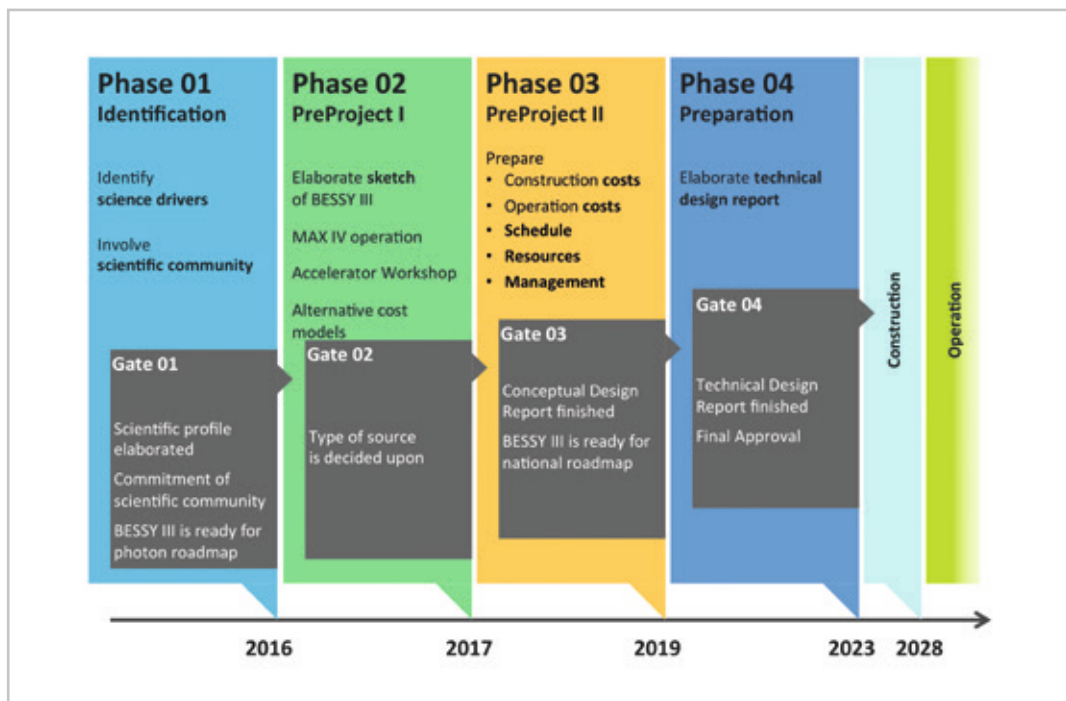 Phase 01
Identification
Identify
science drivers
Involve
scientific community
Gate 01
Scientific profile
elaborated
Commitment of
scientific community
BESSY III is ready for
photon roadmap
Phase 02
PreProject I
Elaborate sketch
of BESSY III
MAX IV operation
Accelerator Workshop
Alternative cost
models
Gate 02
Type of source
is decided upon
Phase 03
PreProject II
Prepare
• Construction costs
• Operation costs
• Schedule
• Resources
• Management
Gate 03
Conceptual Design
Report finished
BESSY III is ready for
national roadmap
Phase 04
Preparation
Elaborate technical
design report
Gate 04
Technical Design
Report finished
Final Approval
Construction
Operation
2016
2017
2019
2023
2028